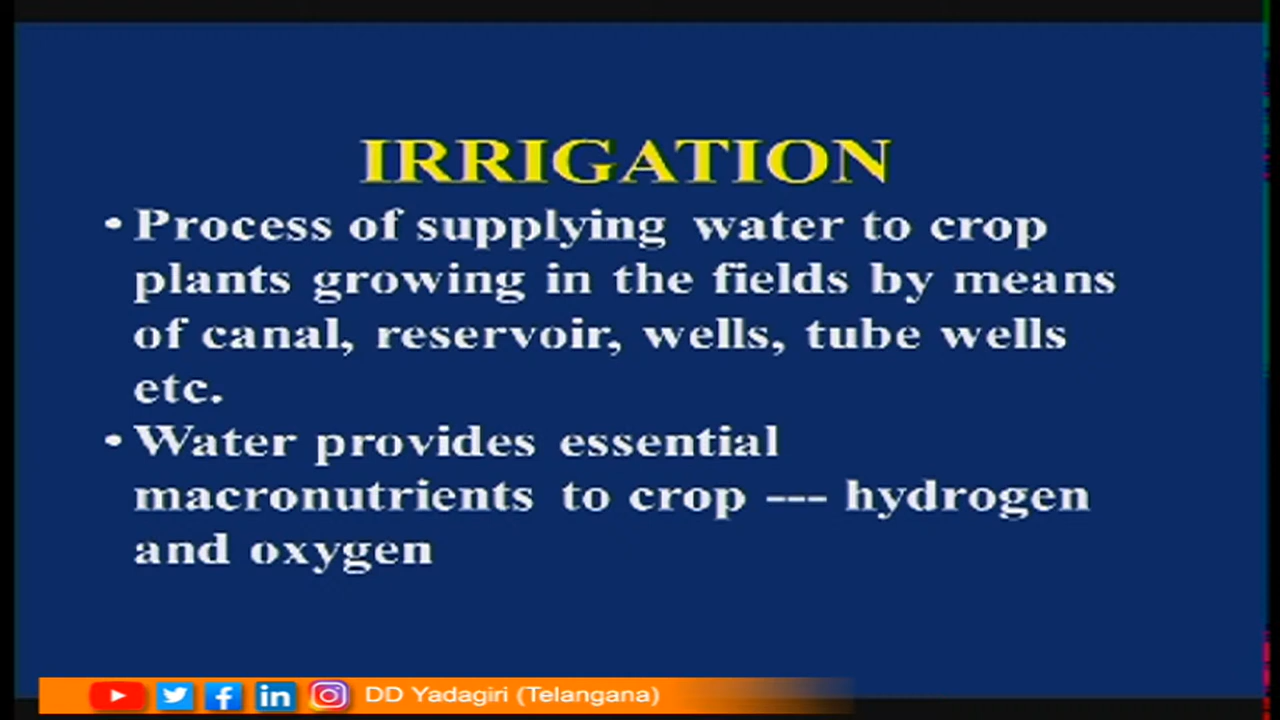 IRRIGATION
• Process of supplying water to crop
plants growing in the fields by means
of canal, reservoir, wells, tube wells
etc.
• Water provides essential
macronutrients to crop --- hydrogen
and oxygen
DD Yadagiri (Telangana)